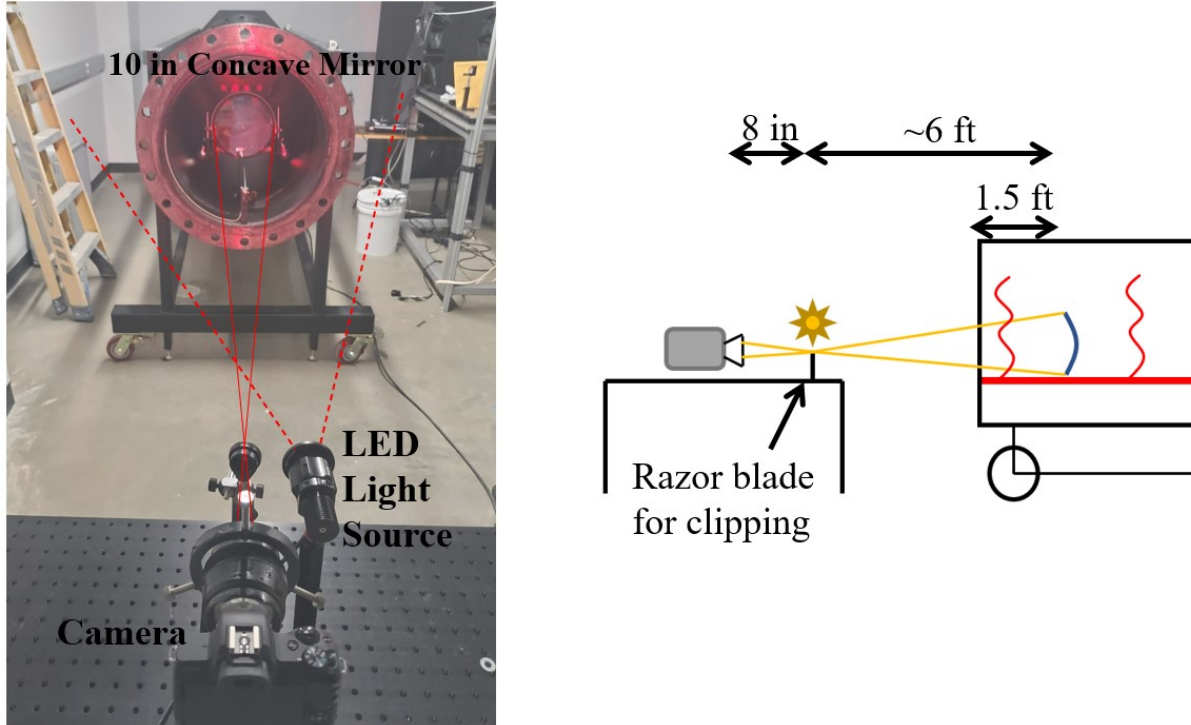 10 in Concave Mirror
LED
Light
Source
Camera
8 in
~6 ft
1.5 ft
Razor blade
for clipping